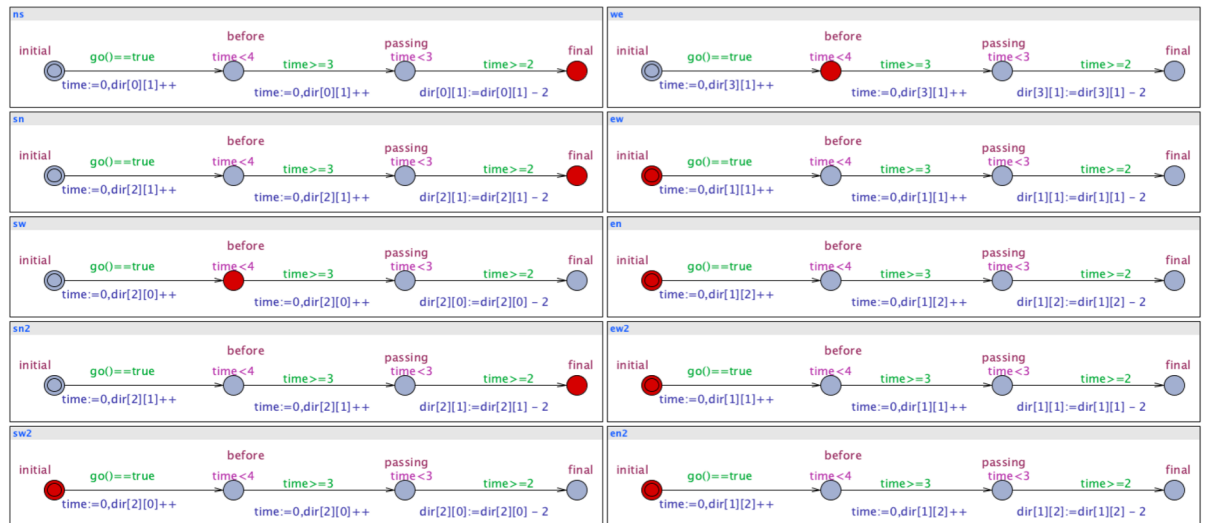 ns
before
passing
initial
go()==true
time<4
time>=3
time<3
time>=2
final
time:=0,dir[0][1]++
time:=0,dir[0][1]++
dir[0][1]:=dir[0][1] - 2
we
before
passing
initial
go()==true
time<4
time>=3
time<3
time>=2
final
time:=0,dir[3][1]++
time:=0,dir[3][1]++
dir[3][1]:=dir[3][1] - 2
sn
before
passing
initial
go()==true
time<4
time>=3
time<3
time>=2
final
time:=0,dir[2][1]++
time:=0,dir[2][1]++
dir[2][1]:=dir[2][1] - 2
ew
before
passing
initial
go()==true
time<4
time>=3
time<3
time>=2
final
time:=0,dir[1][1]++
time:=0,dir[1][1]++
dir[1][1]:=dir[1][1] - 2
sw
before
passing
initial
go()==true
time<4
time>=3
time<3
time>=2
final
time:=0,dir[2][0]++
time:=0,dir[2][0]++
dir[2][0]:=dir[2][0] - 2
en
before
passing
initial
go()==true
time<4
time>=3
time<3
time>=2
final
time:=0,dir[1][2]++
time:=0,dir[1][2]++
dir[1][2]:=dir[1][2] - 2
sn2
before
passing
initial
go()==true
time<4
time>=3
time<3
time>=2
final
time:=0,dir[2][1]++
time:=0,dir[2][1]++
dir[2][1]:=dir[2][1] - 2
ew2
before
passing
initial
go()==true
time<4
time>=3
time<3
time>=2
final
time:=0,dir[1][1]++
time:=0,dir[1][1]++
dir[1][1]:=dir[1][1] - 2
sw2
before
passing
initial
go()==true
time<4
time>=3
time<3
time>=2
final
time:=0,dir[2][0]++
time:=0,dir[2][0]++
dir[2][0]:=dir[2][0] - 2
en2
before
passing
initial
go()==true
time<4
time>=3
time<3
time>=2
final
time:=0,dir[1][2]++
time:=0,dir[1][2]++
dir[1][2]:=dir[1][2] - 2